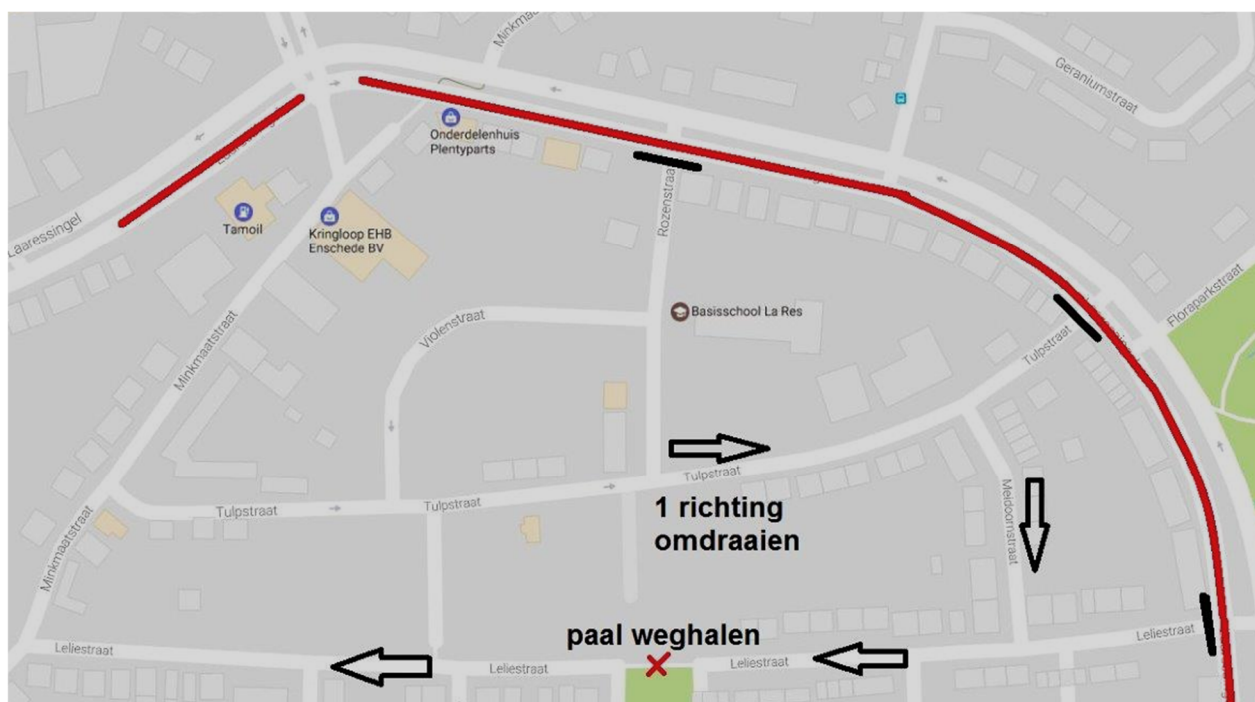 Minkmaat
Geraniumstraat
Onderdelenhuis
Plentyparts
Laaressingel
Tamoil
Kringloop EHB
Enschede BV
Rozenstraat
Floraparkstraat
Basisschool La Res
Violenstraat
Tulpstraat
Minkmaatstraat
Tulpstraat
Tulpstraat
Tulpstraat
Meidoornstraat
1 richting
omdraaien
Minkmaatstraat
paal weghalen
Leliestraat
Leliestraat
Leliestraat
Leliestraat